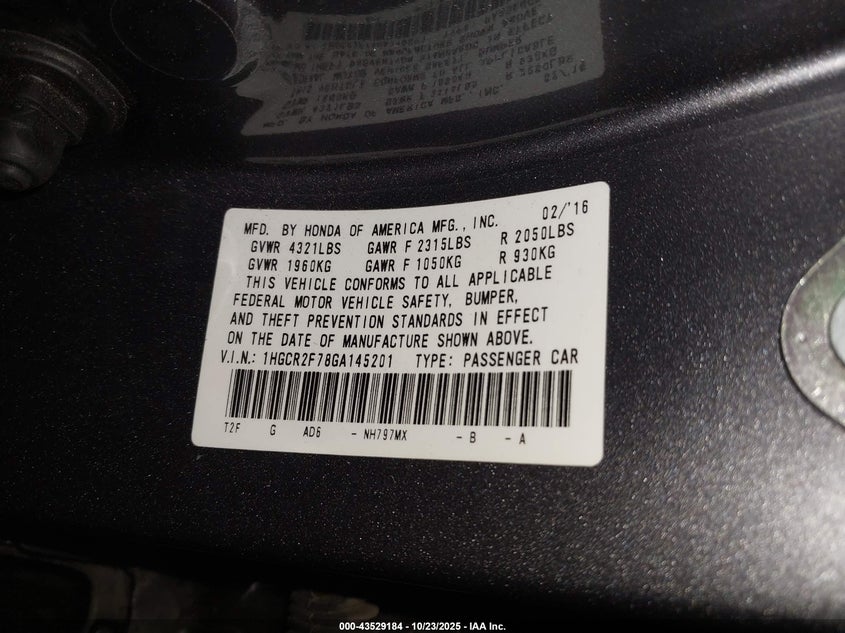 MFD. BY HONDA OF AMERICA MFG., INC. 02/'16
GVWR 4321LBS GAWR F 2315LBS R 2050LBS
GVWR 1960KG GAWR F 1050KG R 930KG
THIS VEHICLE CONFORMS TO ALL APPLICABLE
FEDERAL MOTOR VEHICLE SAFETY, BUMPER,
AND THEFT PREVENTION STANDARDS IN EFFECT
ON THE DATE OF MANUFACTURE SHOWN ABOVE.
V.I.N.: 1HGCR2F78GA145201 TYPE: PASSENGER CAR
T2F G AD6 - NH797MX - B - A
000-43529184 - 10/23/2025 - IAA Inc.